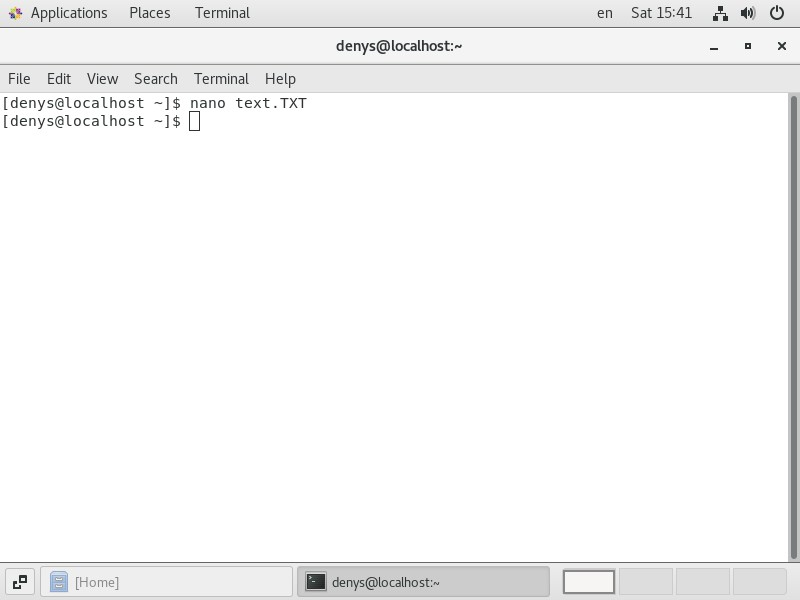 Applications Places Terminal en Sat 15:41
denys@localhost:~
File Edit View Search Terminal Help
[denys@localhost ~]$ nano text.TXT
[denys@localhost ~]$
[Home] denys@localhost:~